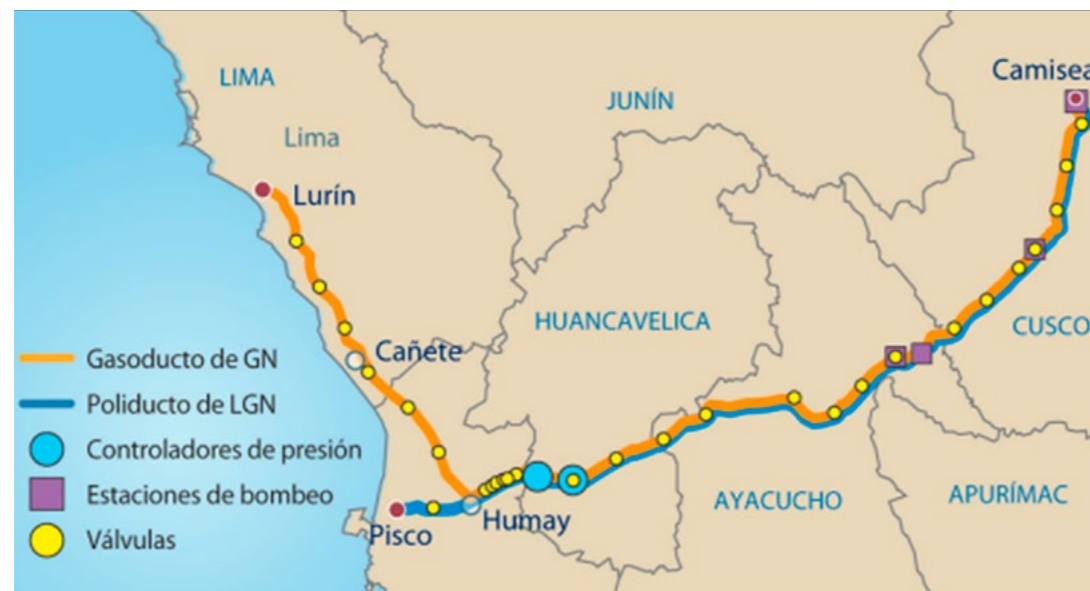 LIMA
Lima
Lurín
JUNÍN
Camisea
HUANCAVELICA
CUSCO
Cañete
Gasoducto de GN
Poliducto de LGN
Controladores de presión
Estaciones de bombeo
Válvulas
AYACUCHO
APURÍMAC
Humay
Pisco